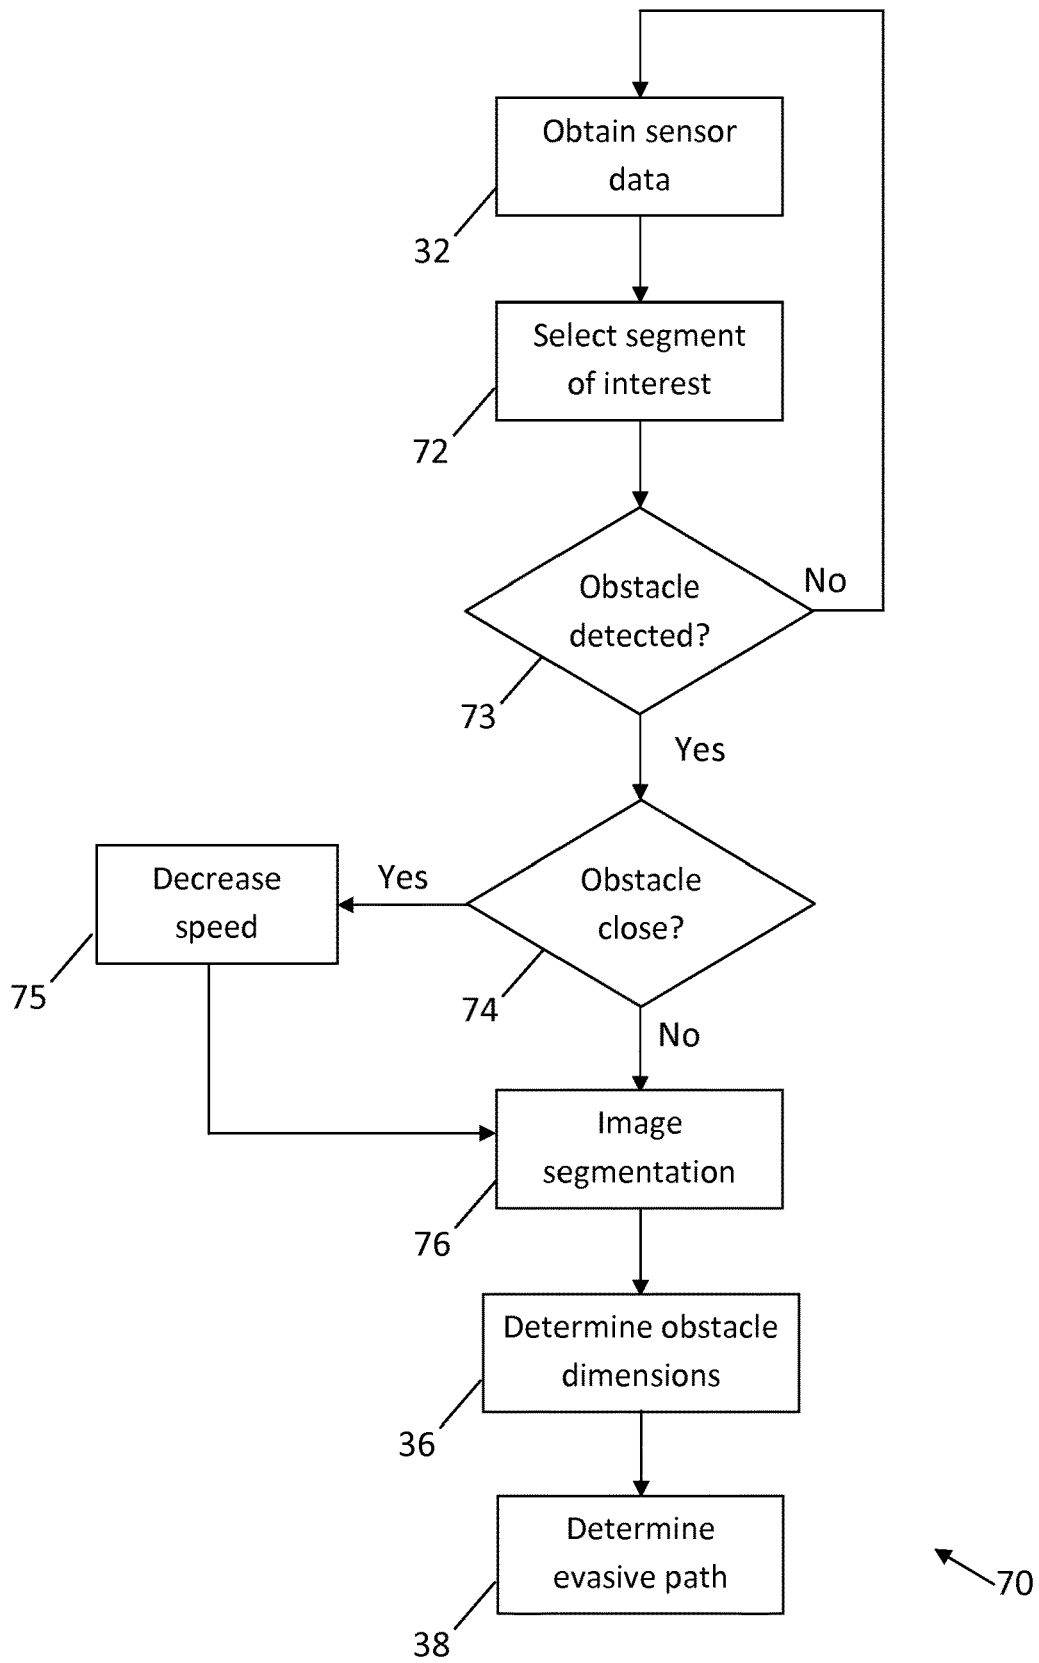 Obtain sensor
data
32
Select segment
of interest
72
Obstacle
detected?
No
73
Yes
Obstacle
close?
Yes
Decrease
speed
75
74
No
Image
segmentation
76
Determine obstacle
dimensions
36
Determine
evasive path
38
70